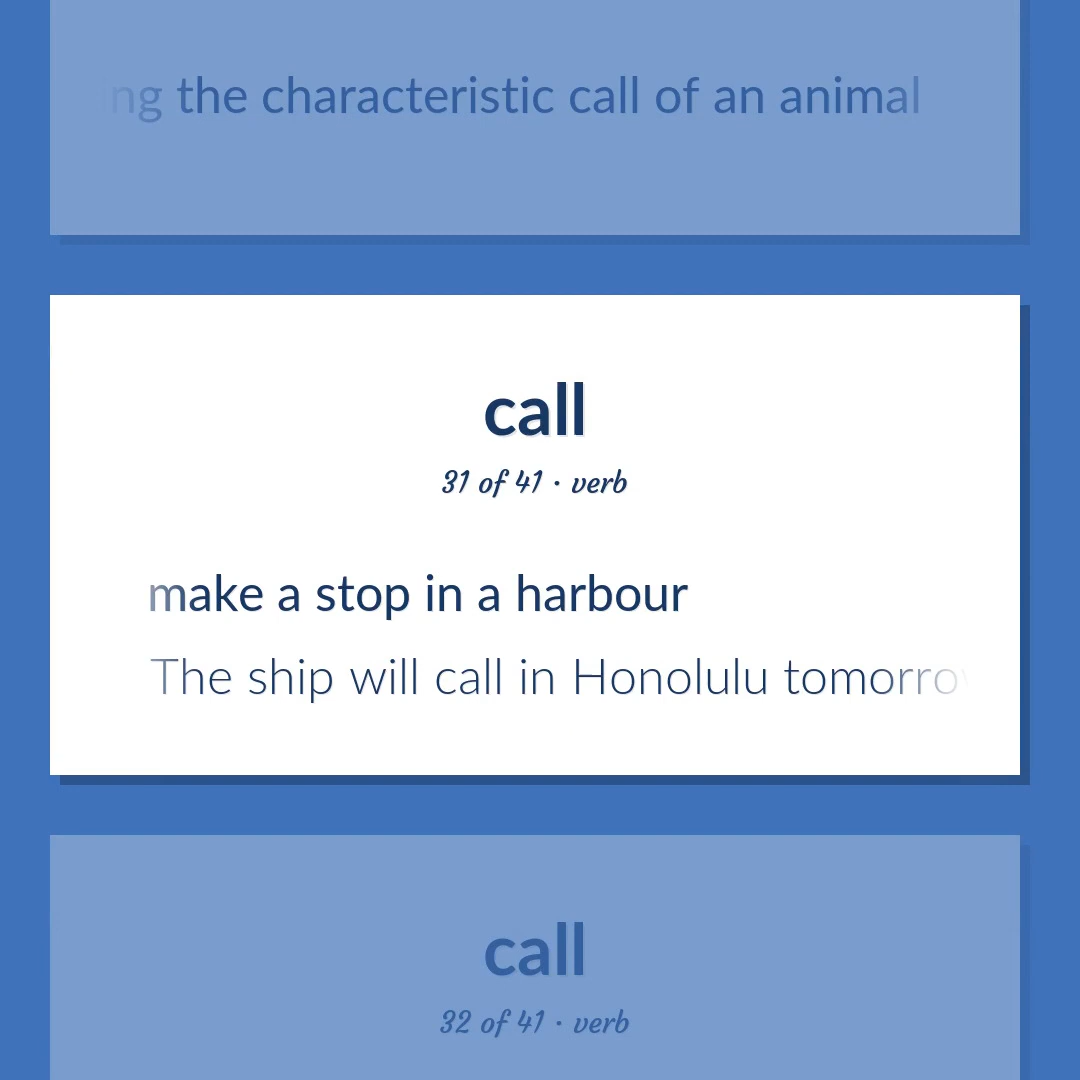 the characteristic call of an animal
call
31 of 41 · verb
make a stop in a harbour
The ship will call in Honolulu
call
32 of 41 · verb